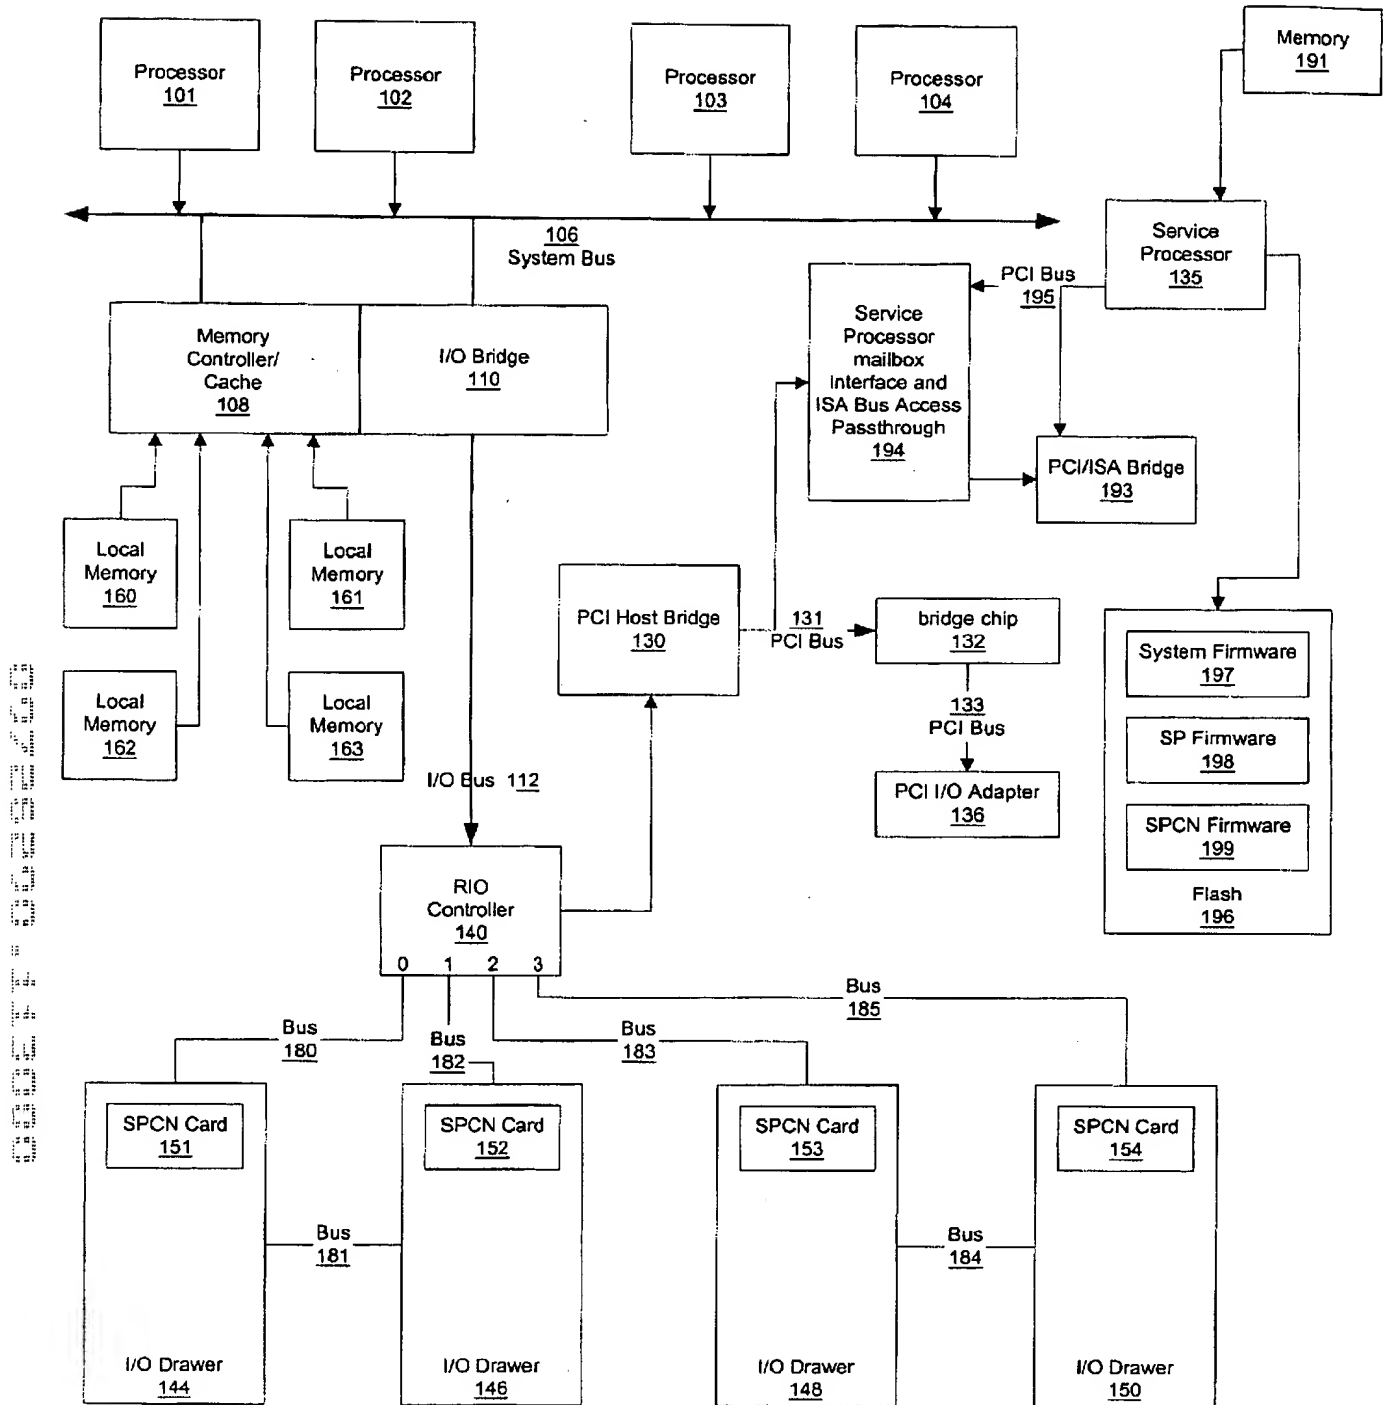 Processor
101
Processor
102
Processor
103
Processor
104
Memory
191
106
System Bus
Service
Processor
135
PCI Bus
195
Memory
Controller/
Cache
108
I/O Bridge
110
Service
Processor
mailbox
Interface and
ISA Bus Access
Passthrough
194
PCI/ISA Bridge
193
Local
Memory
160
Local
Memory
161
Local
Memory
162
Local
Memory
163
PCI Host Bridge
130
131
PCI Bus
bridge chip
132
133
PCI Bus
PCI I/O Adapter
136
System Firmware
197
SP Firmware
198
SPCN Firmware
199
Flash
196
I/O Bus 112
RIO
Controller
140
0 1 2 3
Bus
180
Bus
182
Bus
183
Bus
185
SPCN Card
151
SPCN Card
152
SPCN Card
153
SPCN Card
154
Bus
181
Bus
184
I/O Drawer
144
I/O Drawer
146
I/O Drawer
148
I/O Drawer
150